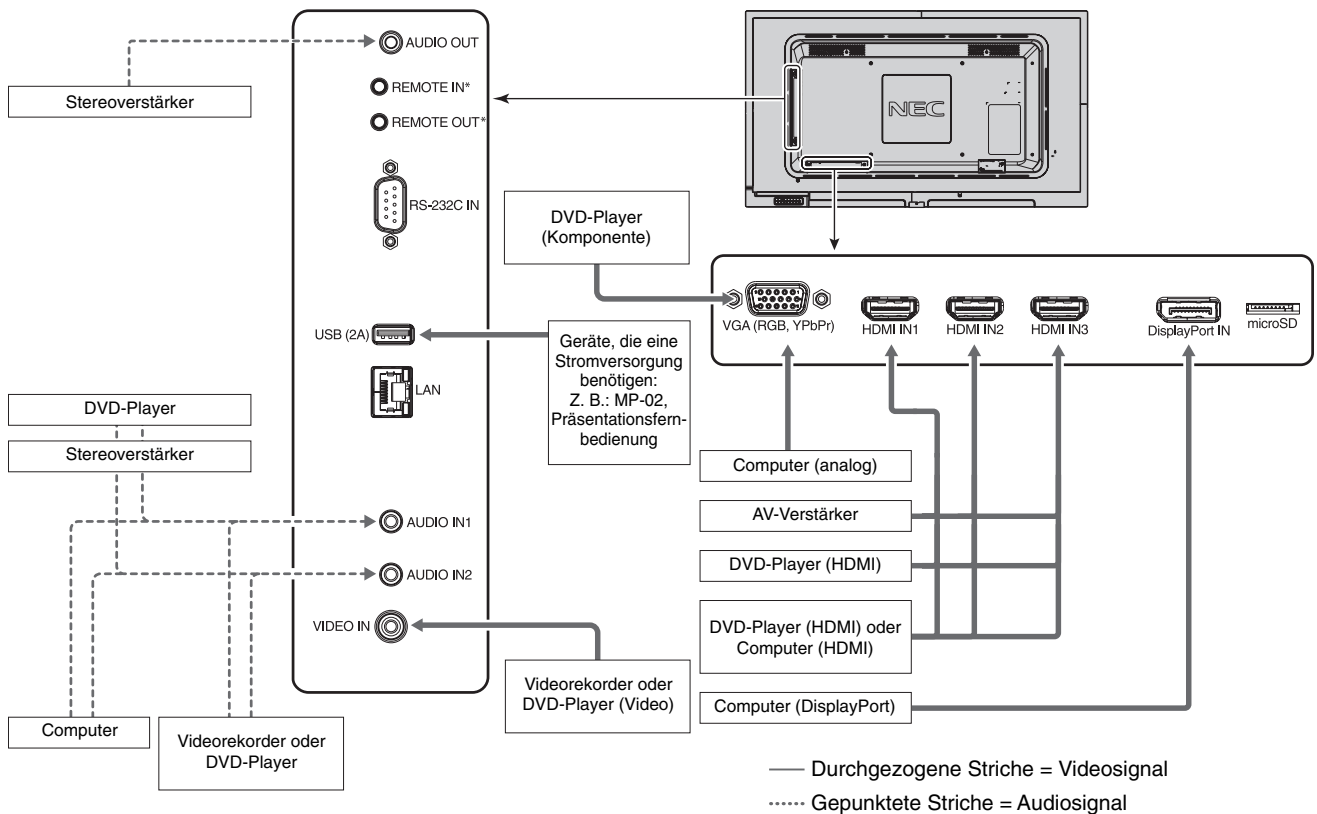 AUDIO OUT
REMOTE IN*
REMOTE OUT*
RS-232C IN
USB (2A)
LAN
AUDIO IN1
AUDIO IN2
VIDEO IN
Stereoverstärker
DVD-Player
Stereoverstärker
Computer
Videorekorder oder
DVD-Player
NEC
DVD-Player
(Komponente)
Geräte, die eine
Stromversorgung
benötigen:
Z. B.: MP-02,
Präsentationsfern-
bedienung
Videorekorder oder
DVD-Player (Video)
VGA (RGB, YPbPr)
HDMI IN1
HDMI IN2
HDMI IN3
DisplayPort IN
microSD
Computer (analog)
AV-Verstärker
DVD-Player (HDMI)
DVD-Player (HDMI) oder
Computer (HDMI)
Computer (DisplayPort)
Durchgezogene Striche = Videosignal
Gepunktete Striche = Audiosignal